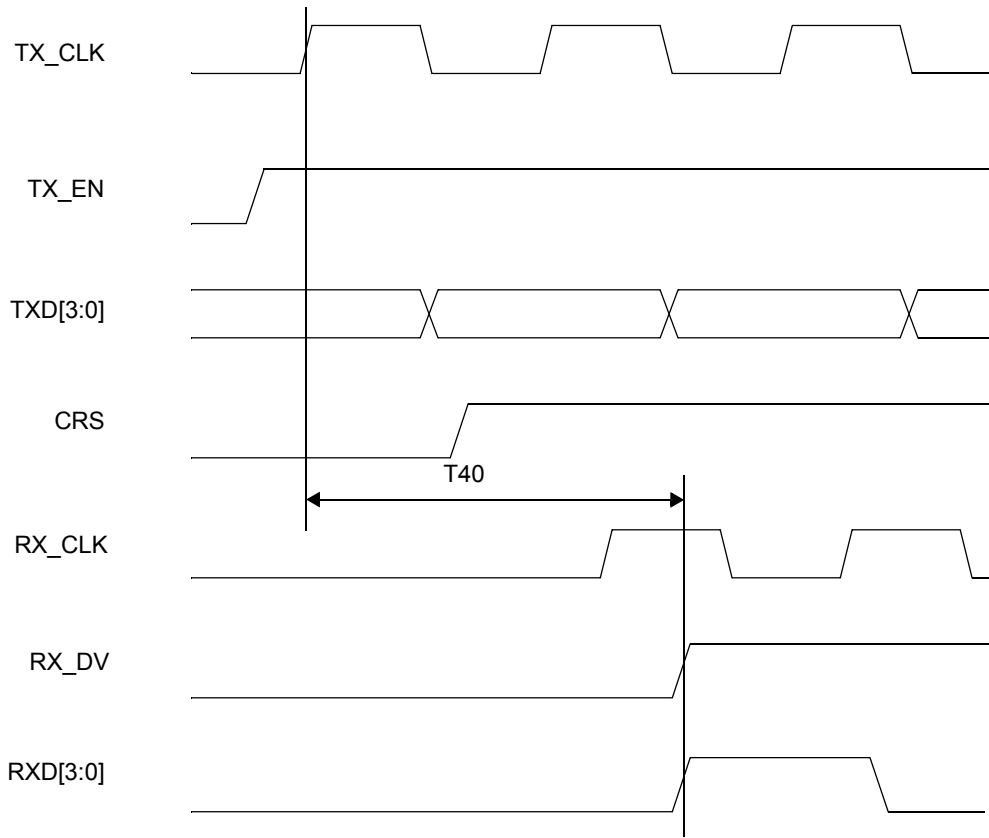 TX_CLK
TX_EN
TXD[3:0]
CRS
T40
RX_CLK
RX_DV
RXD[3:0]